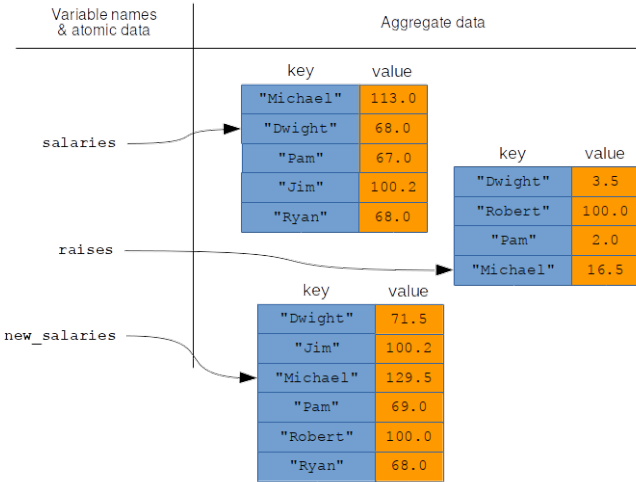 Variable names
& atomic data
Aggregate data
key value
"Michael" 113.0
"Dwight" 68.0
"Pam" 67.0
"Jim" 100.2
"Ryan" 68.0
salaries
key value
"Dwight" 3.5
"Robert" 100.0
"Pam" 2.0
"Michael" 16.5
raises
key value
"Dwight" 71.5
"Jim" 100.2
"Michael" 129.5
"Pam" 69.0
"Robert" 100.0
"Ryan" 68.0
new_salaries